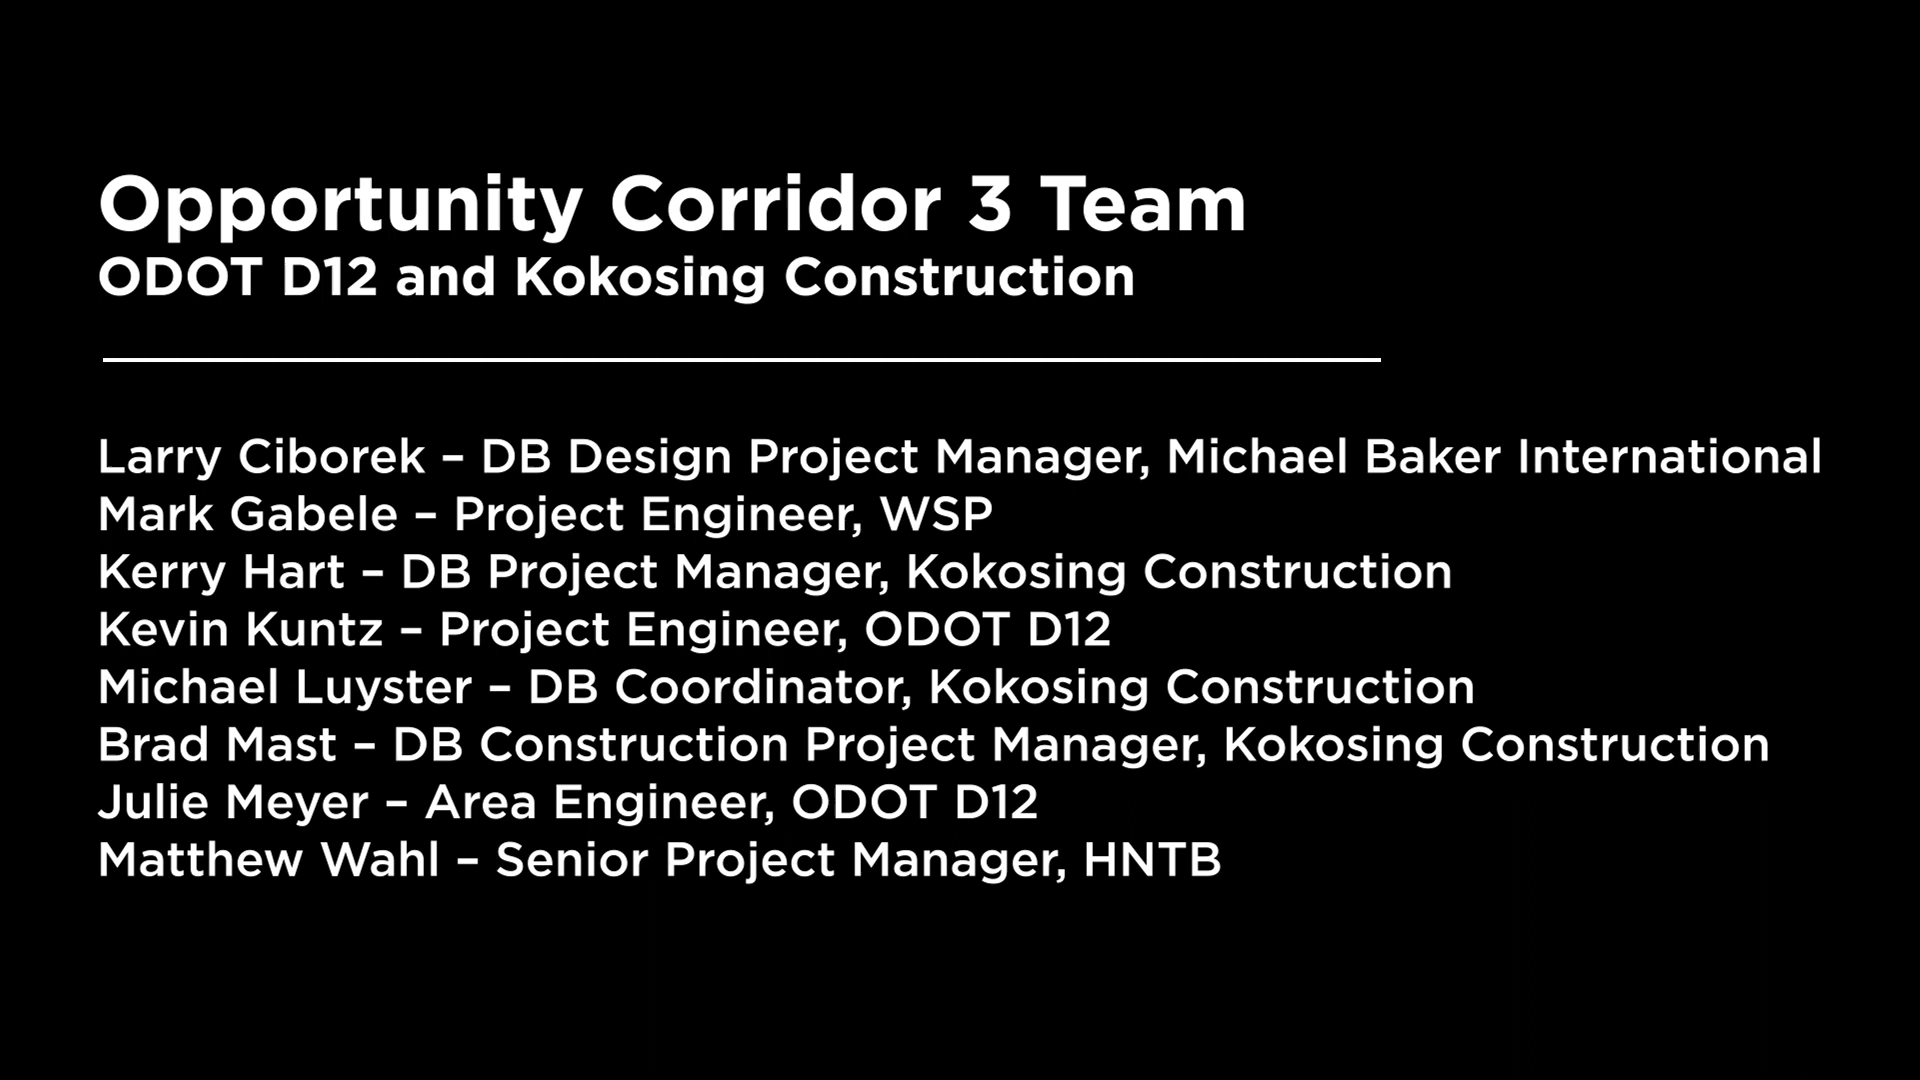 Opportunity Corridor 3 Team
ODOT D12 and Kokosing Construction
Larry Ciborek – DB Design Project Manager, Michael Baker International
Mark Gabele – Project Engineer, WSP
Kerry Hart – DB Project Manager, Kokosing Construction
Kevin Kuntz – Project Engineer, ODOT D12
Michael Luyster – DB Coordinator, Kokosing Construction
Brad Mast – DB Construction Project Manager, Kokosing Construction
Julie Meyer – Area Engineer, ODOT D12
Matthew Wahl – Senior Project Manager, HNTB